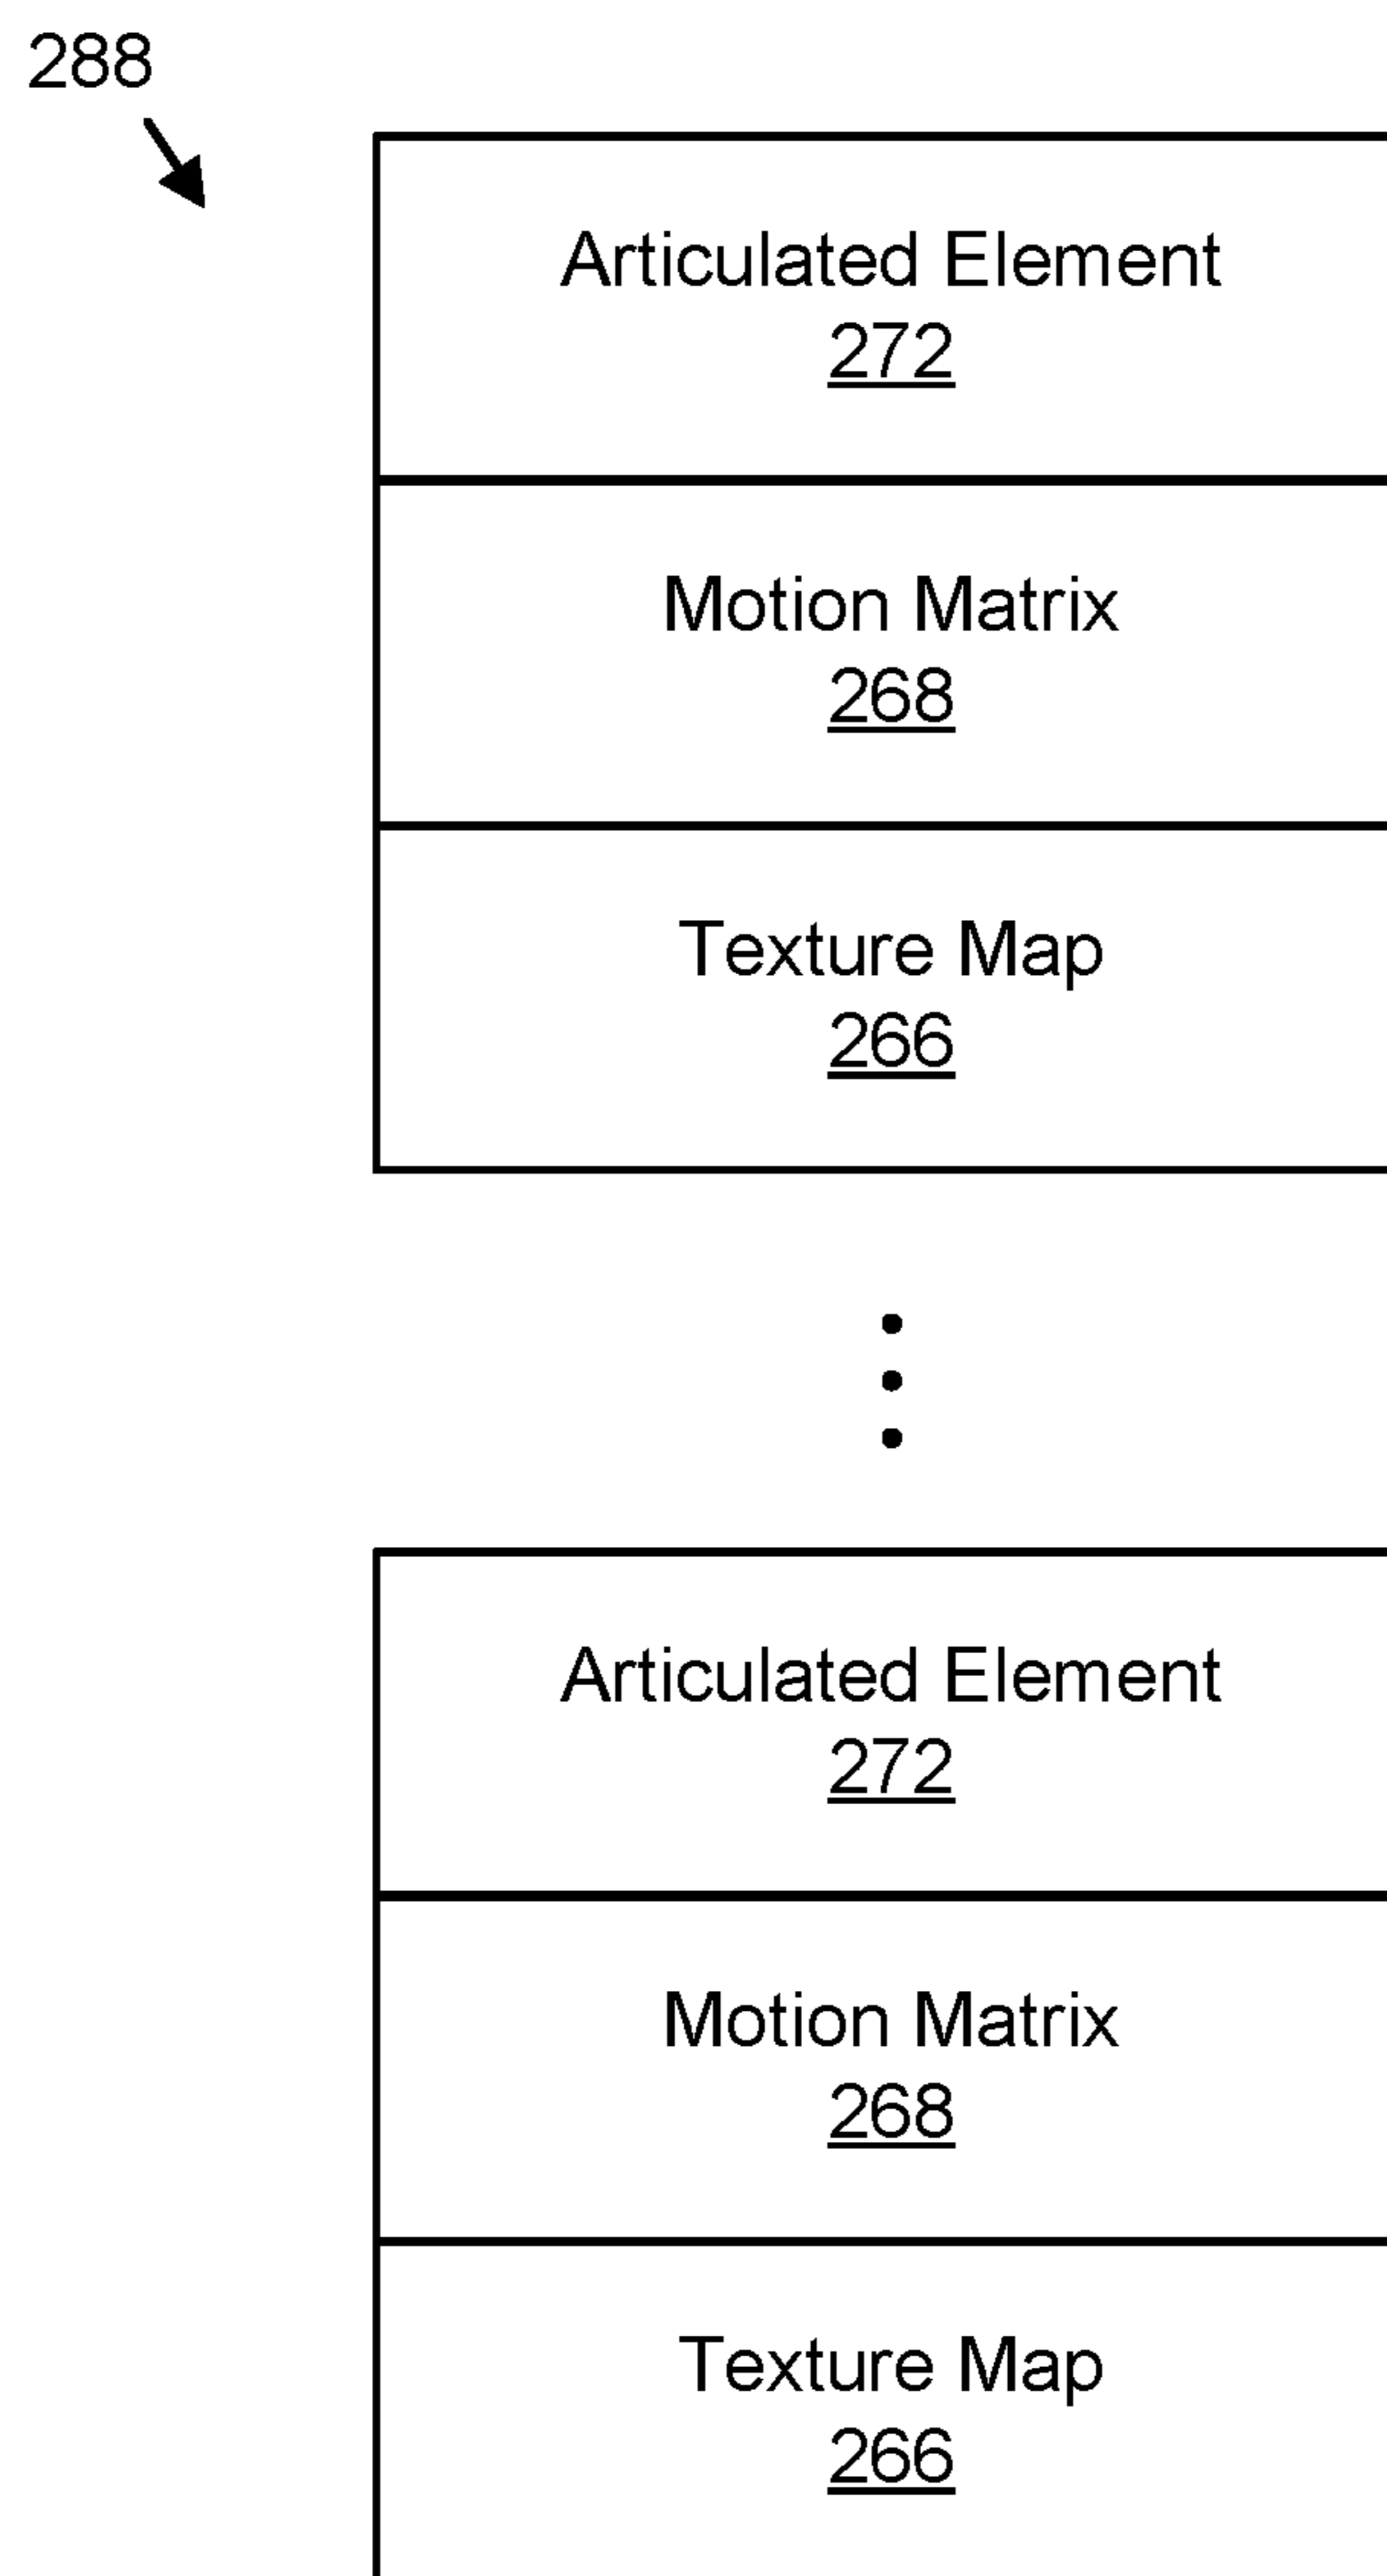 288
Articulated Element
272
Motion Matrix
268
Texture Map
266
Articulated Element
272
Motion Matrix
268
Texture Map
266